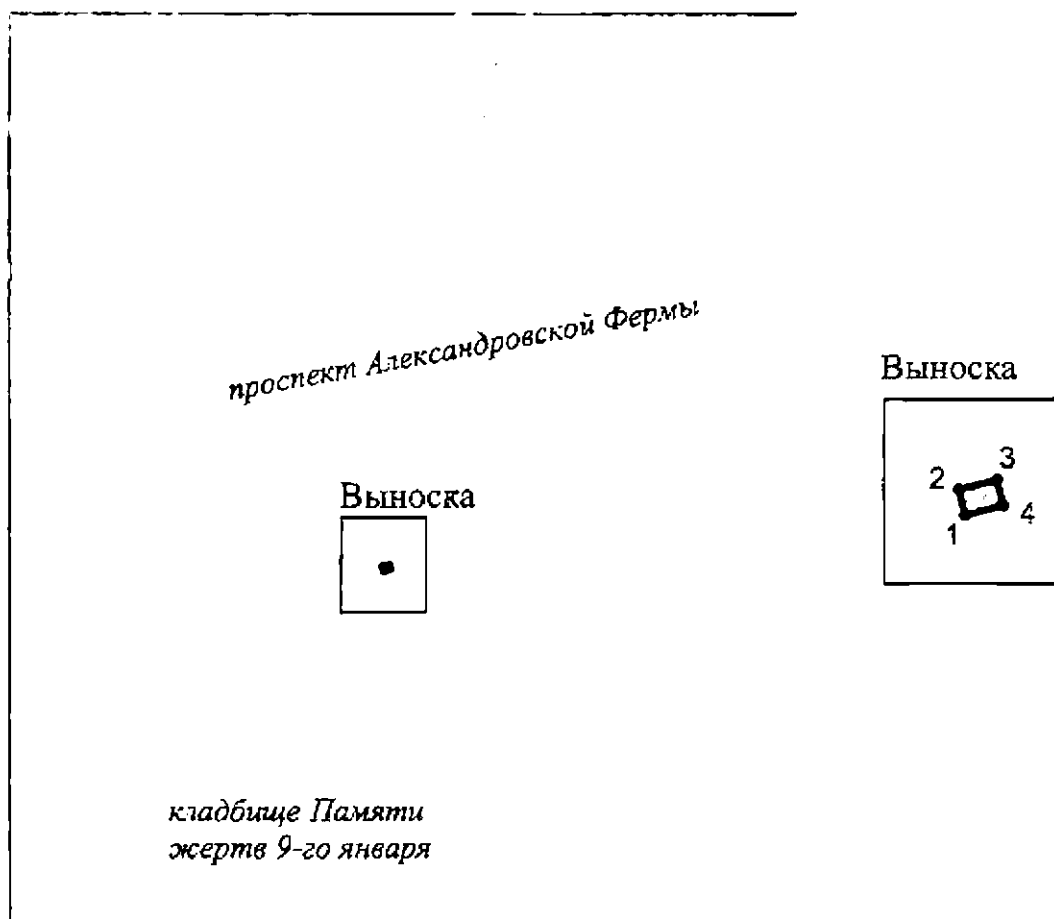 проспект Александровской Фермы
Выноска
Выноска
2
3
1
4
кладбище Памяти
жертв 9-го января